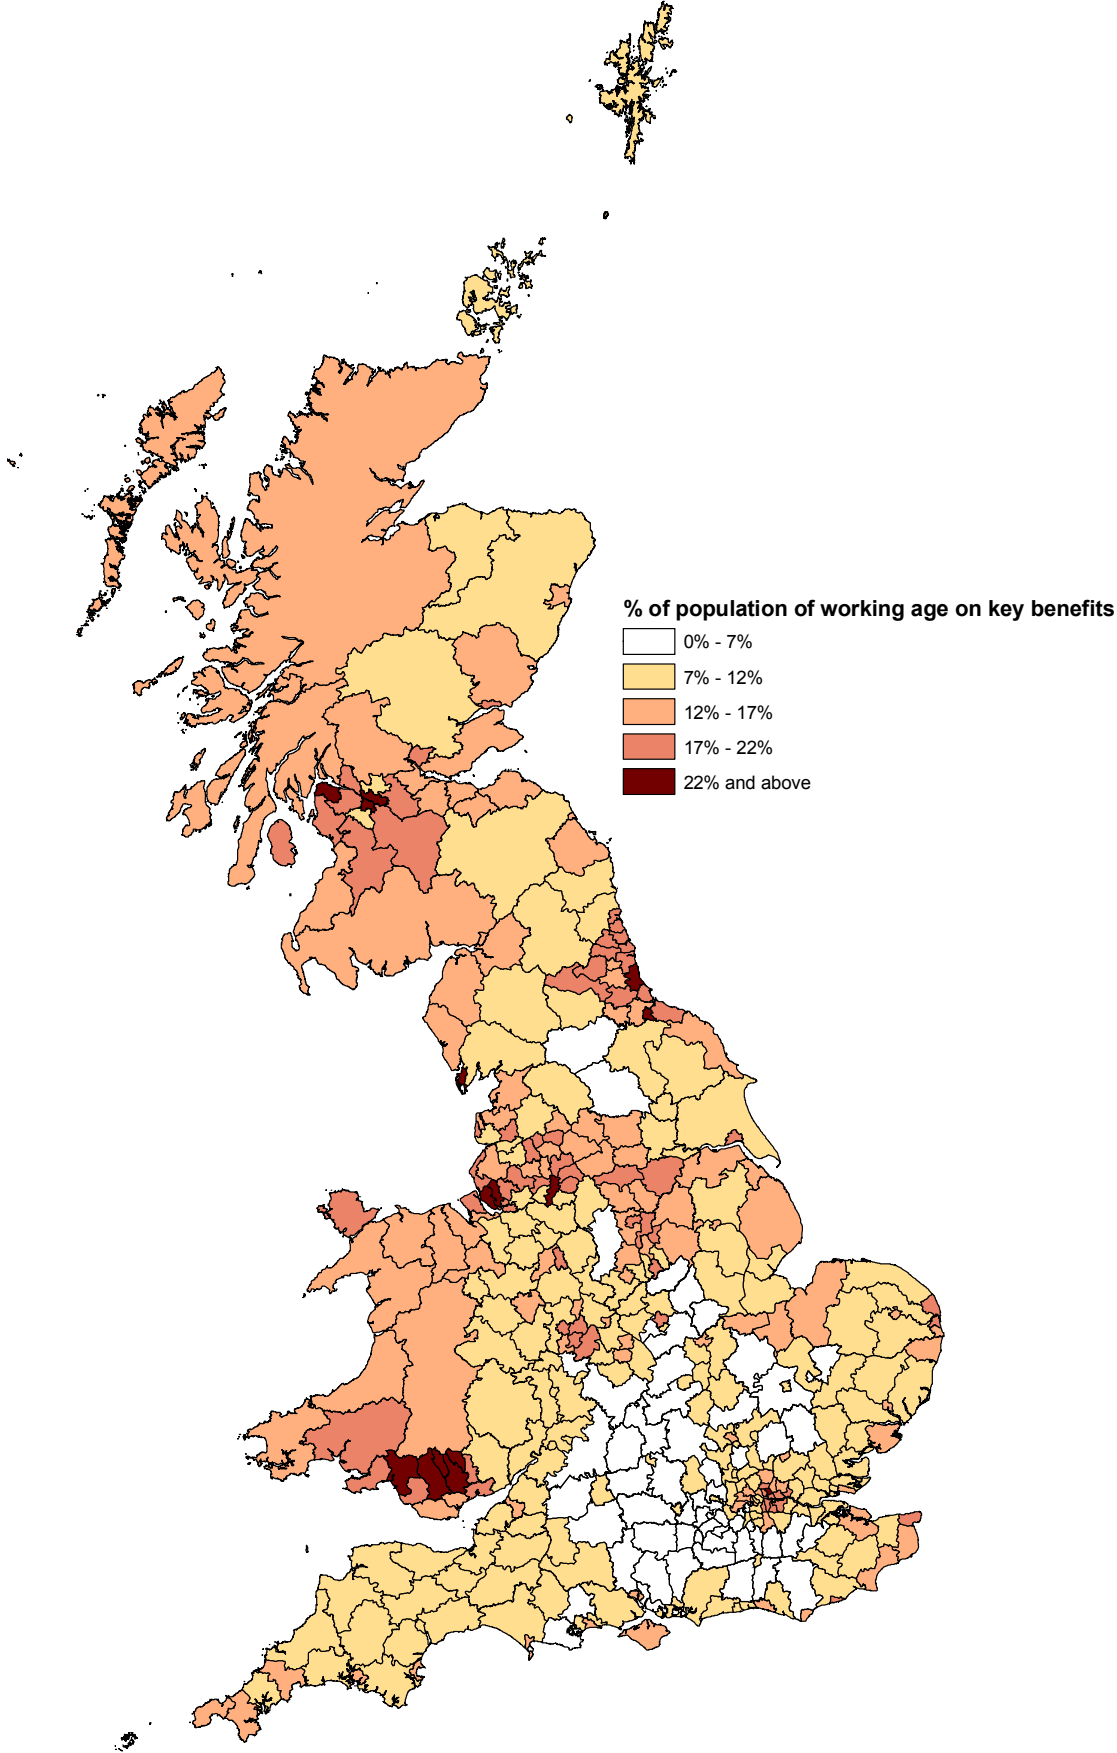 % of population of working age on key benefits
0% - 7%
7% - 12%
12% - 17%
17% - 22%
22% and above